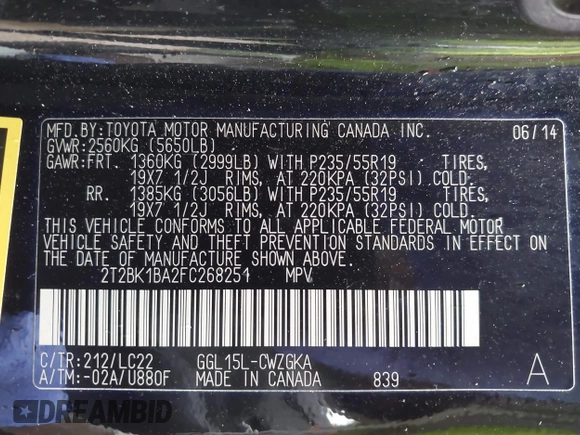 MFD.BY:TOYOTA MOTOR MANUFACTURING CANADA INC. 06/14
GVWR:2560KG (5650LB)
GAWR:FRT. 1360KG (2999LB) WITH P235/55R19 TIRES,
19X7 1/2J RIMS, AT 220KPA (32PSI) COLD.
RR. 1385KG (3056LB) WITH P235/55R19 TIRES,
19X7 1/2J RIMS, AT 220KPA (32PSI) COLD.
THIS VEHICLE CONFORMS TO ALL APPLICABLE FEDERAL MOTOR
VEHICLE SAFETY AND THEFT PREVENTION STANDARDS IN EFFECT ON
THE DATE OF MANUFACTURE SHOWN ABOVE.
2T2BK1BA2FC268251 MPV
C/TR:212/LC22 GGL15L-CWZGKA
A/TM:-02A/U880F MADE IN CANADA 839 A
DREAMBID